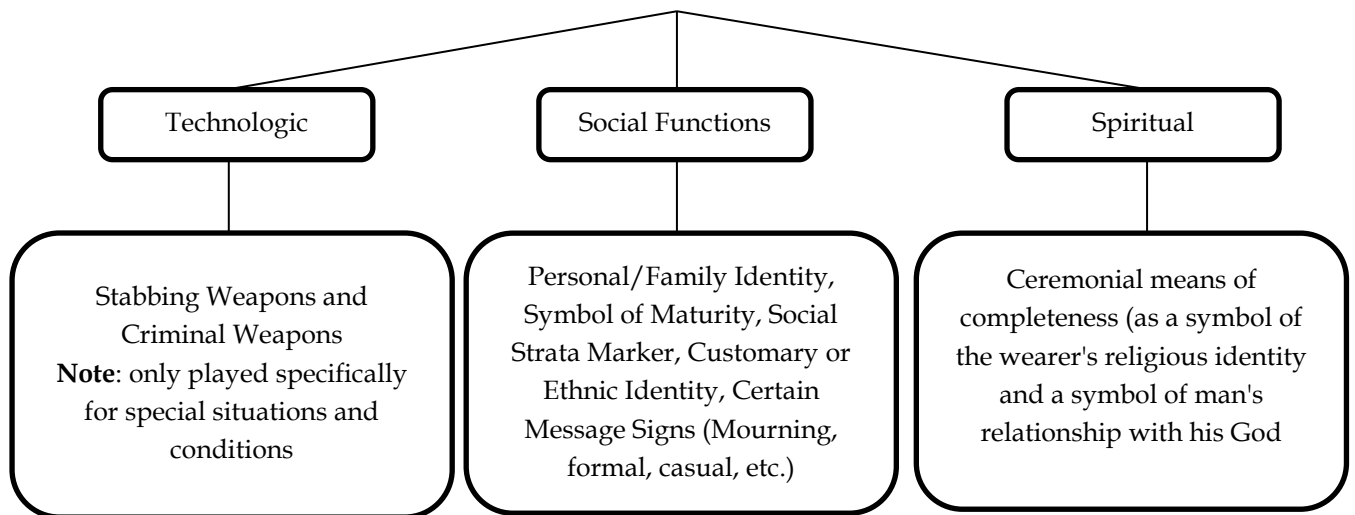 Technologic
Social Functions
Spiritual
Stabbing Weapons and
Criminal Weapons
Note: only played specifically
for special situations and
conditions
Personal/Family Identity,
Symbol of Maturity, Social
Strata Marker, Customary or
Ethnic Identity, Certain
Message Signs (Mourning,
formal, casual, etc.)
Ceremonial means of
completeness (as a symbol of
the wearer's religious identity
and a symbol of man's
relationship with his God